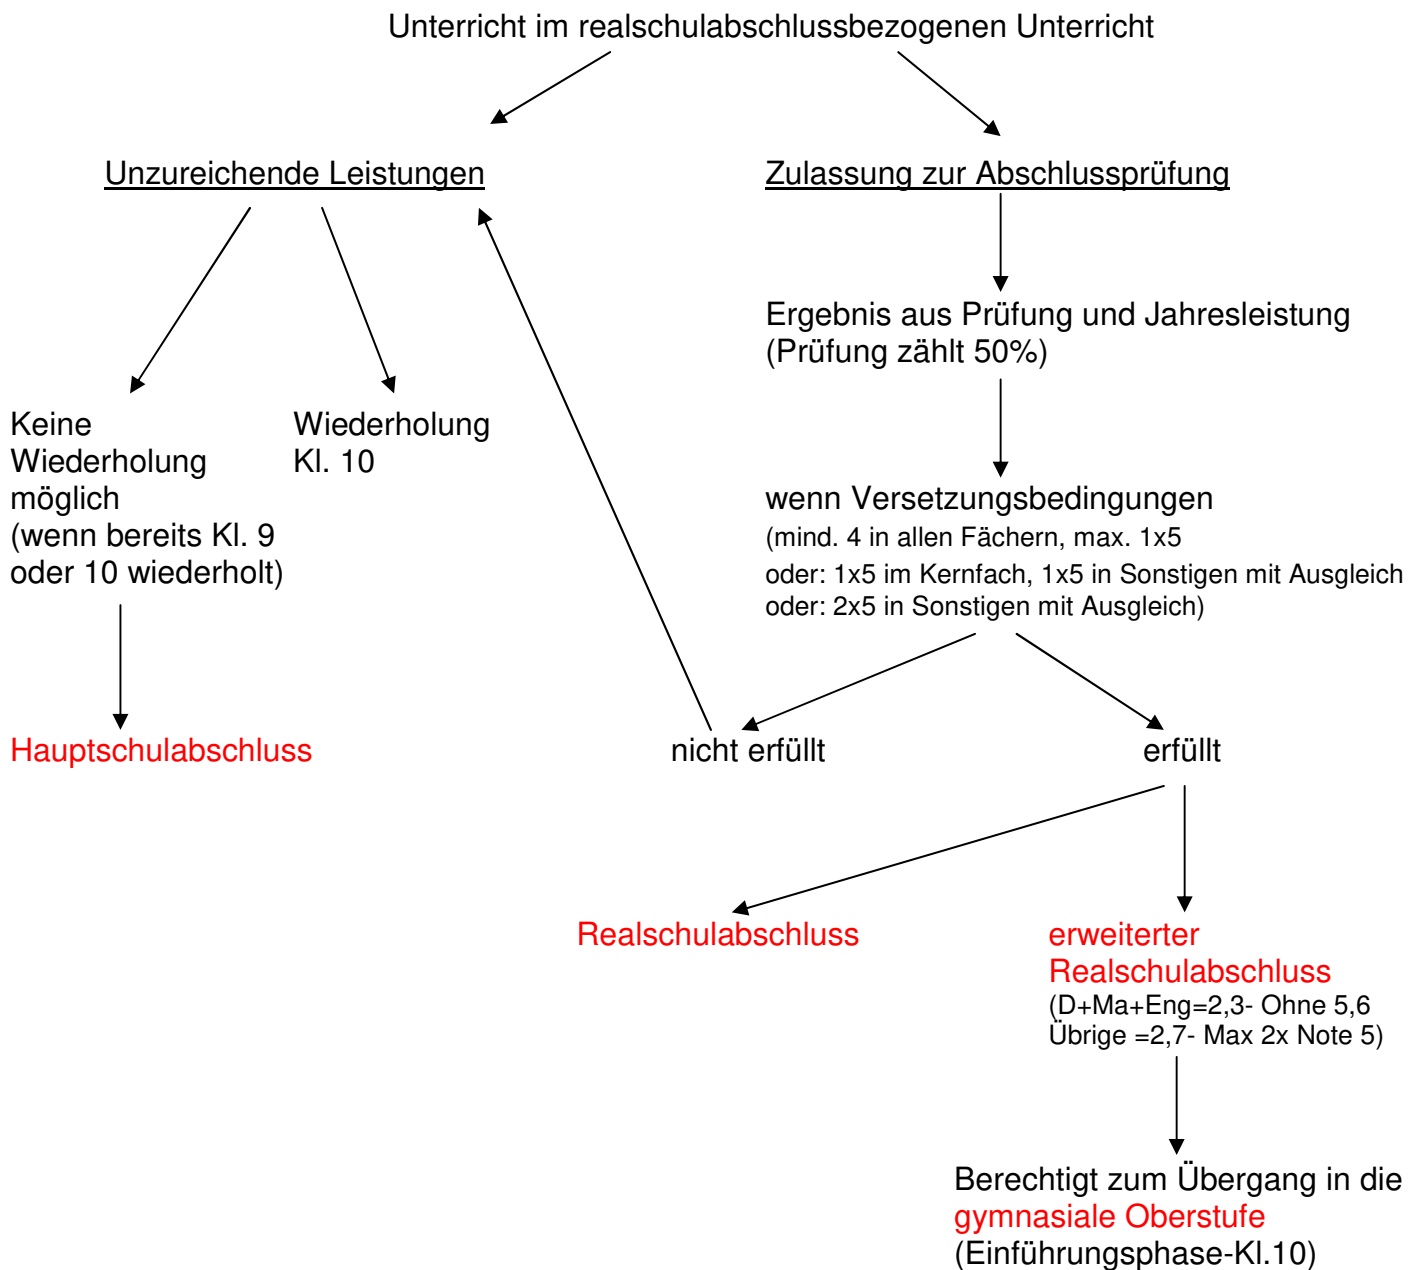 Unterricht im realschulabschlussbezogenen Unterricht
Unzureichende Leistungen
Zulassung zur Abschlussprüfung
Ergebnis aus Prüfung und Jahresleistung
(Prüfung zählt 50%)
Keine
Wiederholung
möglich
(wenn bereits Kl. 9
oder 10 wiederholt)
Wiederholung
Kl. 10
wenn Versetzungsbedingungen
(mind. 4 in allen Fächern, max. 1x5
oder: 1x5 im Kernfach, 1x5 in Sonstigen mit Ausgleich
oder: 2x5 in Sonstigen mit Ausgleich)
Hauptschulabschluss
nicht erfüllt
erfüllt
Realschulabschluss
erweiterter
Realschulabschluss
(D+Ma+Eng=2,3- Ohne 5,6
Übrige =2,7- Max 2x Note 5)
Berechtigt zum Übergang in die
gymnasiale Oberstufe
(Einführungsphase-Kl.10)